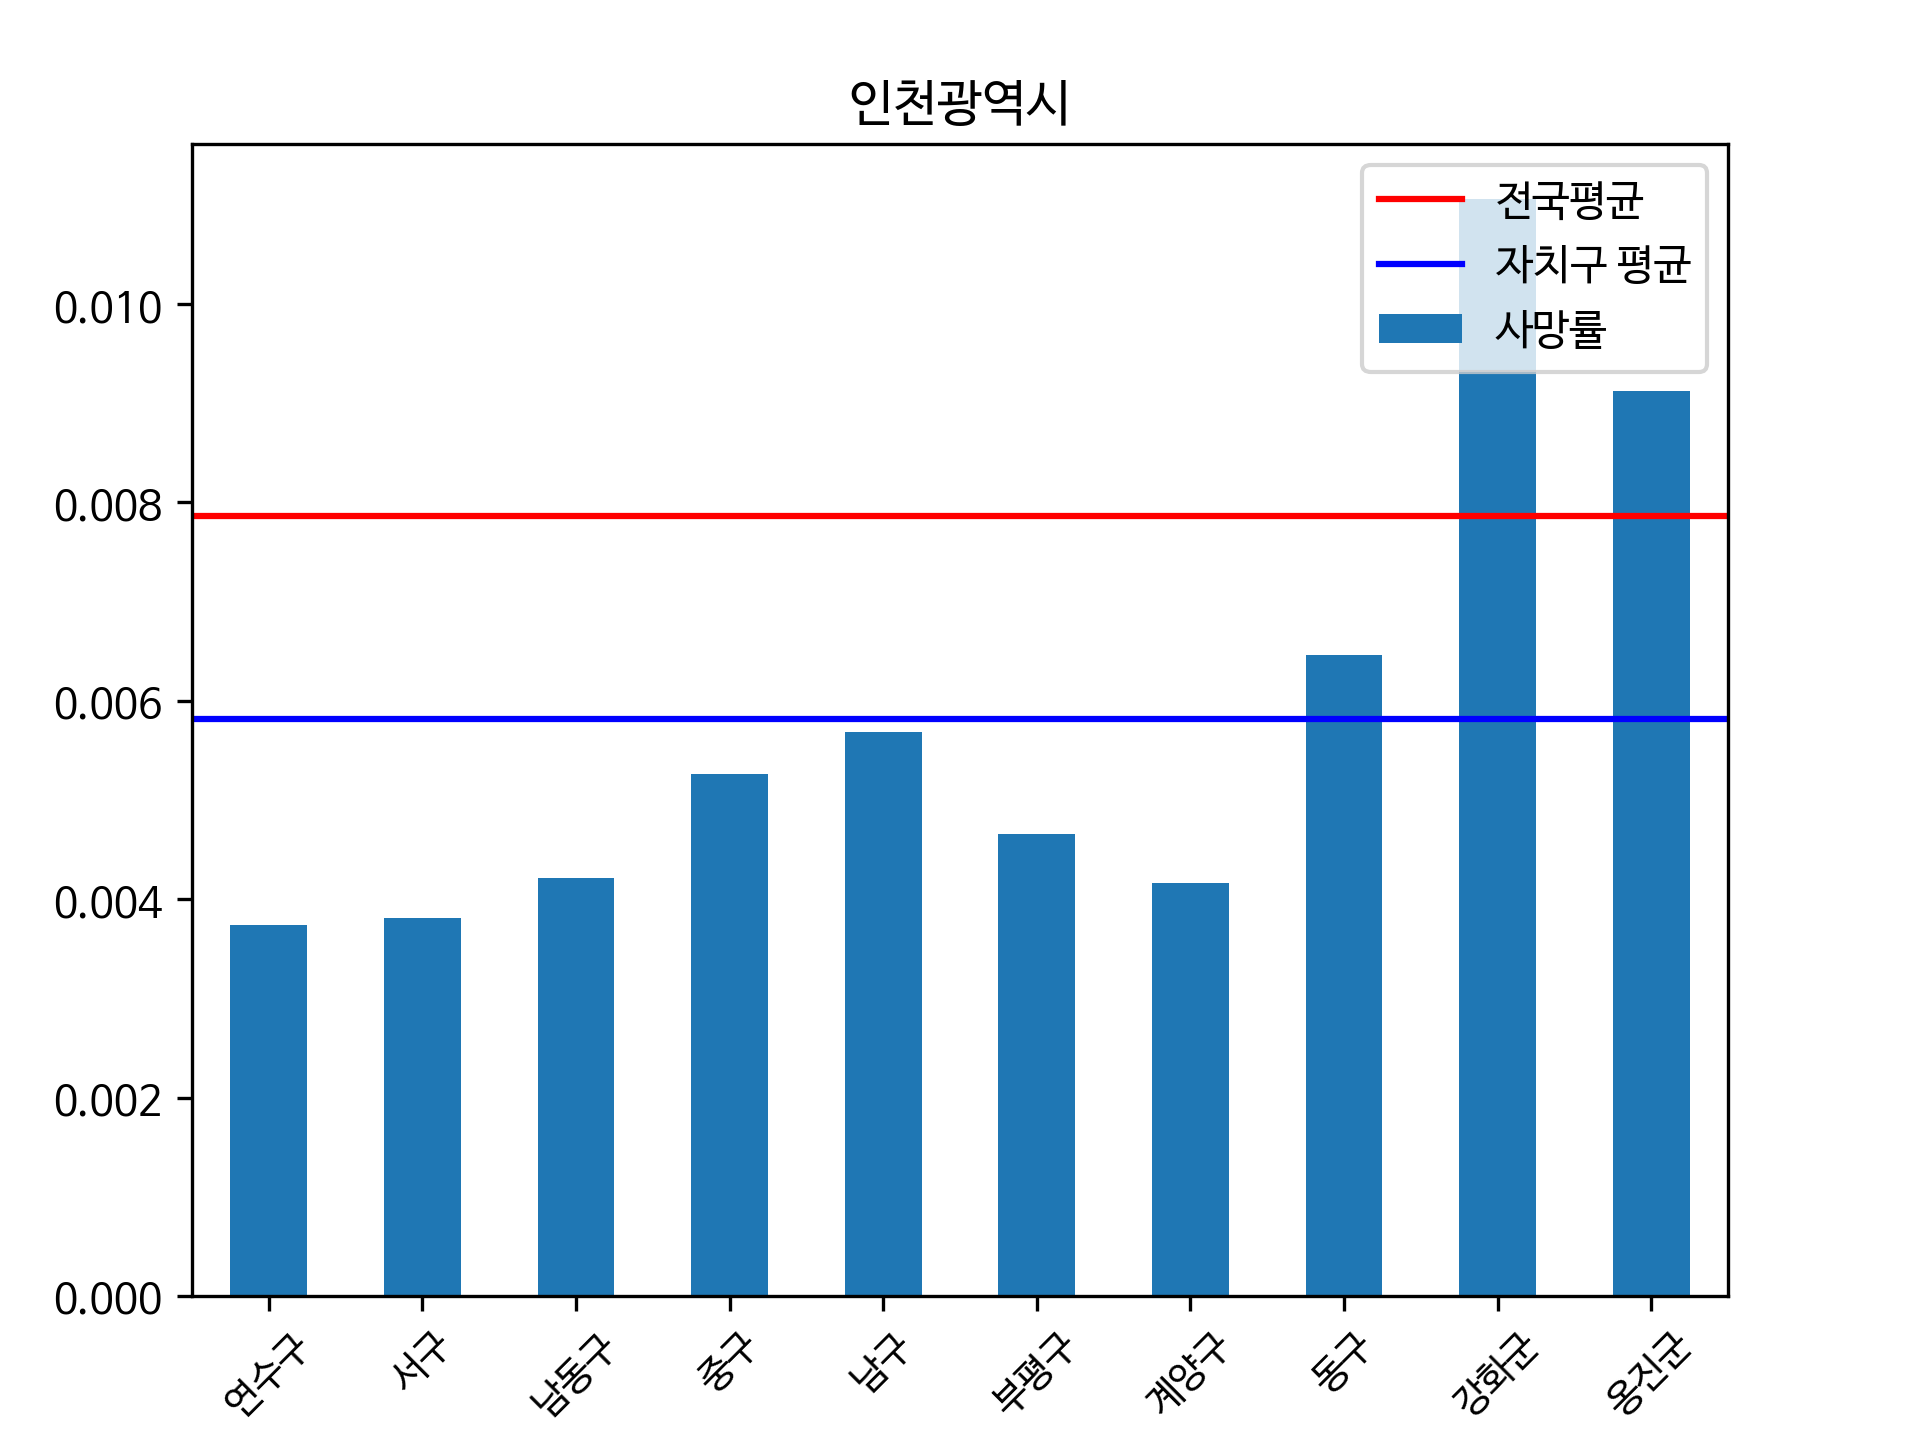 인천광역시
전국평균
자치구 평균
사망률
0.010
0.008
0.006
0.004
0.002
0.000
연수구
서구
남동구
중구
남구
부평구
계양구
동구
강화군
옹진군